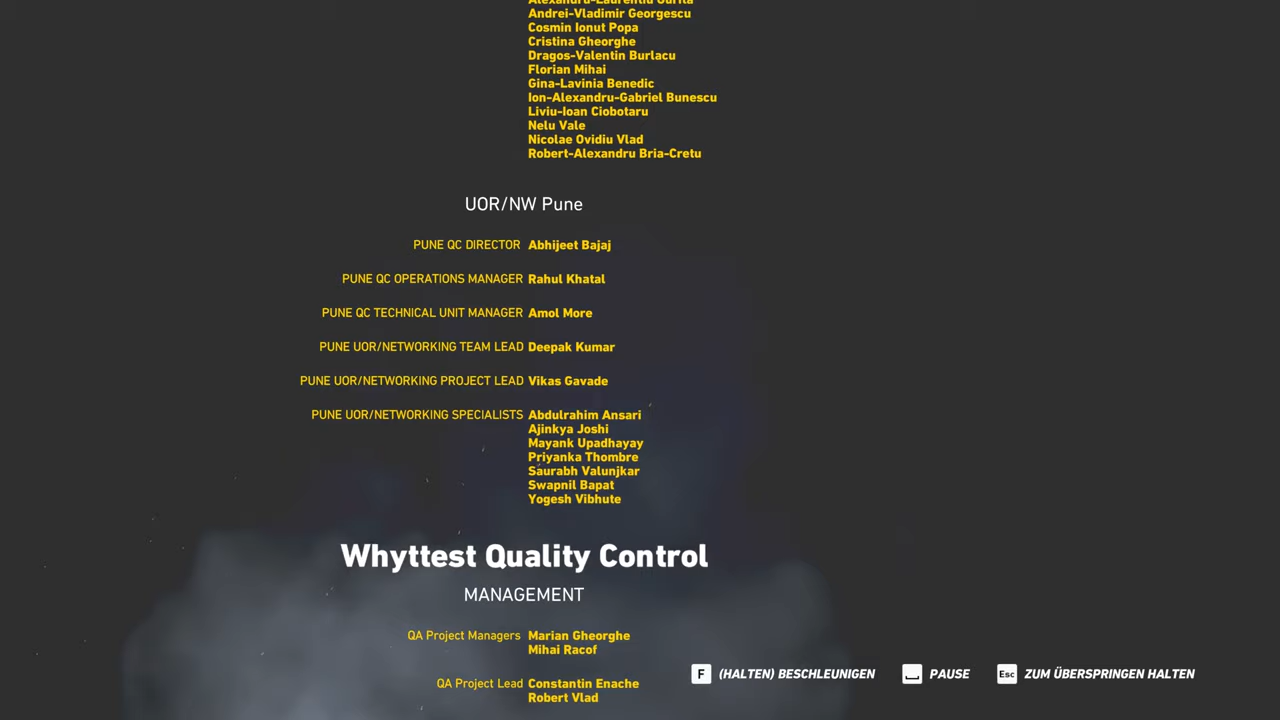 Andrei-Vladimir Georgescu
Cosmin Ionut Popa
Cristina Gheorghe
Dragos-Valentin Burlacu
Florian Mihai
Gina-Lavinia Benedic
Ion-Alexandru-Gabriel Bunescu
Liviu-Ioan Ciobotaru
Nelu Vale
Nicolae Ovidiu Vlad
Robert-Alexandru Bria-Cretu
UOR/NW Pune
PUNE QC DIRECTOR Abhijeet Bajaj
PUNE QC OPERATIONS MANAGER Rahul Khatal
PUNE QC TECHNICAL UNIT MANAGER Amol More
PUNE UOR/NETWORKING TEAM LEAD Deepak Kumar
PUNE UOR/NETWORKING PROJECT LEAD Vikas Gavade
PUNE UOR/NETWORKING SPECIALISTS Abdulrahim Ansari
Ajinkya Joshi
Mayank Upadhayay
Priyanka Thombre
Saurabh Valunjkar
Swapnil Bapat
Yogesh Vibhute
Whyttest Quality Control
MANAGEMENT
QA Project Managers Marian Gheorghe
Mihai Racof
QA Project Lead Constantin Enache
Robert Vlad
F (HALTEN) BESCHLEUNIGEN PAUSE Esc ZUM ÜBERSPRINGEN HALTEN